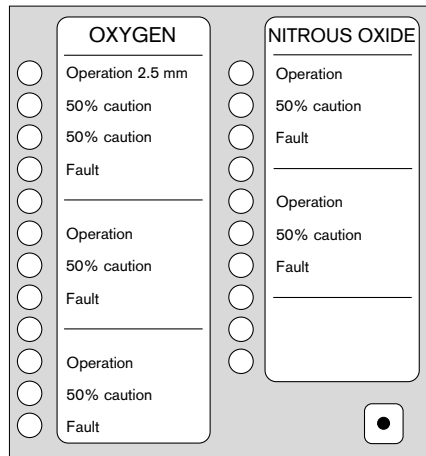 OXYGEN
Operation 2.5 mm
50% caution
50% caution
Fault
Operation
50% caution
Fault
Operation
50% caution
Fault
NITROUS OXIDE
Operation
50% caution
Fault
Operation
50% caution
Fault